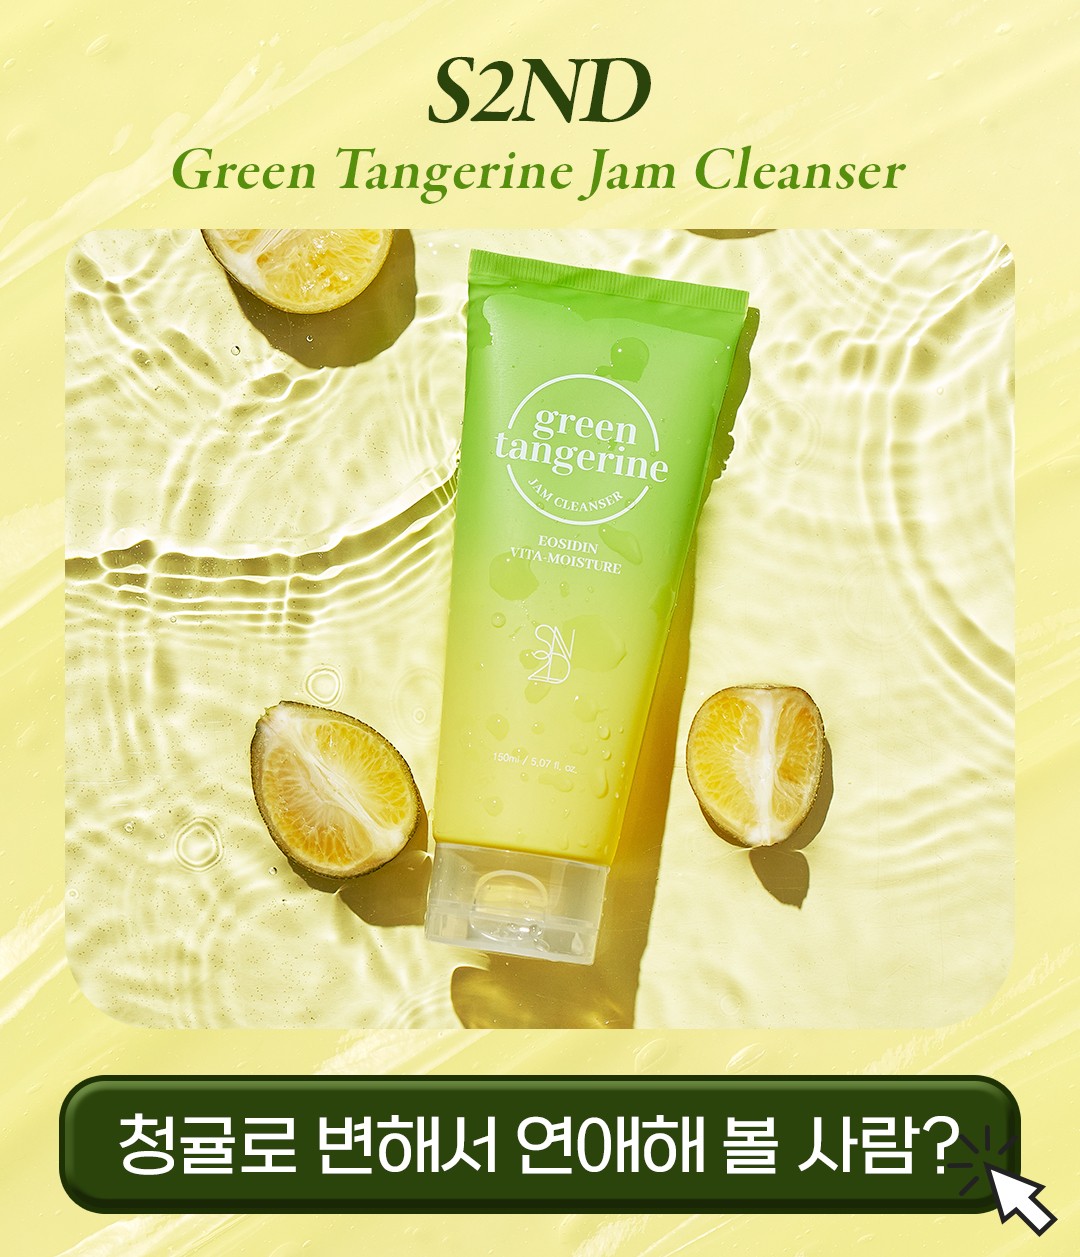 S2ND
Green Tangerine Jam Cleanser
green
tangerine
JAM CLEANSER
EOSIDIN
VITA-MOISTURE
S2ND
150ml / 5.07 fl. oz.
청귤로 변해서 연애해 볼 사람?